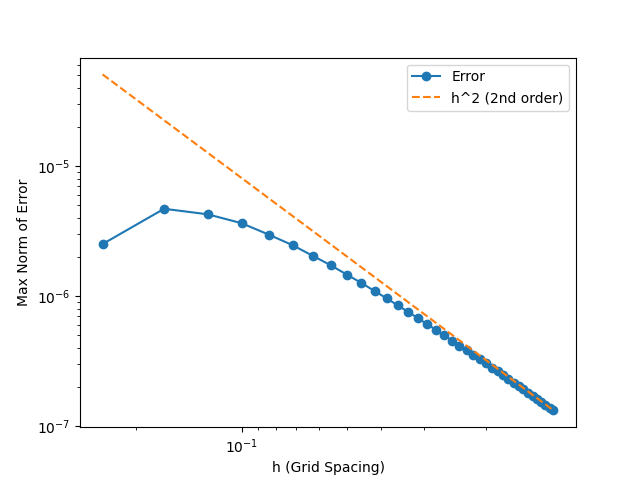 Error
h^2 (2nd order)
10^-5
10^-6
10^-7
Max Norm of Error
10^-1
h (Grid Spacing)